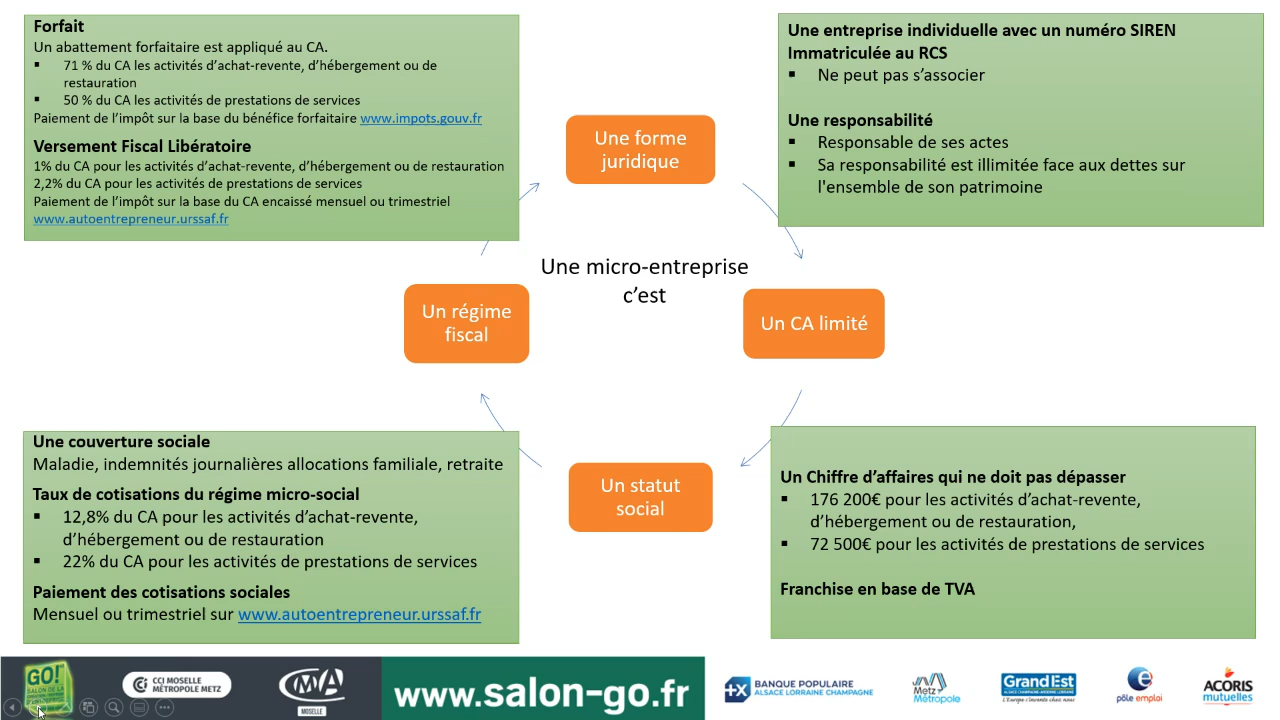 Forfait
Un abattement forfaitaire est appliqué au CA.
▪ 71 % du CA les activités d'achat-revente, d'hébergement ou de
restauration
▪ 50 % du CA les activités de prestations de services
Paiement de l'impôt sur la base du bénéfice forfaitaire www.impots.gouv.fr
Versement Fiscal Libératoire
1% du CA pour les activités d'achat-revente, d'hébergement ou de restauration
2,2% du CA pour les activités de prestations de services
Paiement de l'impôt sur la base du CA encaissé mensuel ou trimestriel
www.autoentrepreneur.urssaf.fr
Une forme
juridique
Une entreprise individuelle avec un numéro SIREN
Immatriculée au RCS
▪ Ne peut pas s'associer
Une responsabilité
▪ Responsable de ses actes
▪ Sa responsabilité est illimitée face aux dettes sur
l'ensemble de son patrimoine
Une micro-entreprise
c'est
Un régime
fiscal
Un CA limité
Une couverture sociale
Maladie, indemnités journalières allocations familiale, retraite
Taux de cotisations du régime micro-social
▪ 12,8% du CA pour les activités d'achat-revente,
d'hébergement ou de restauration
▪ 22% du CA pour les activités de prestations de services
Paiement des cotisations sociales
Mensuel ou trimestriel sur www.autoentrepreneur.urssaf.fr
Un statut
social
Un Chiffre d'affaires qui ne doit pas dépasser
▪ 176 200€ pour les activités d'achat-revente,
d'hébergement ou de restauration,
▪ 72 500€ pour les activités de prestations de services
Franchise en base de TVA
GO!
SALON DE LA
CCI MOSELLE
MÉTROPOLE METZ
CMA
MOSELLE
www.salon-go.fr
BANQUE POPULAIRE
ALSACE LORRAINE CHAMPAGNE
Metz
Métropole
Grand Est
ALSACE CHAMPAGNE-ARDENNE LORRAINE
L'Europe s'invente chez nous
pôle emploi
ACORIS
mutuelles